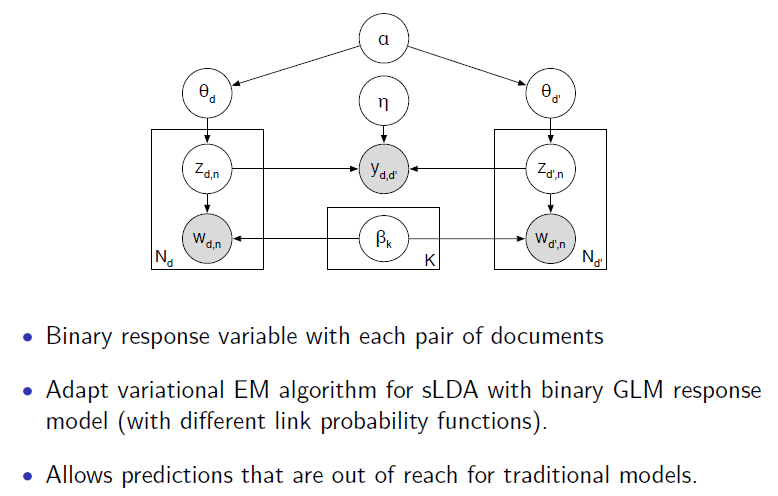 α
θd
η
θd'
zd,n
yd,d'
zd',n
wd,n
βk
wd',n
Nd
K
Nd'
• Binary response variable with each pair of documents
• Adapt variational EM algorithm for sLDA with binary GLM response
model (with different link probability functions).
• Allows predictions that are out of reach for traditional models.